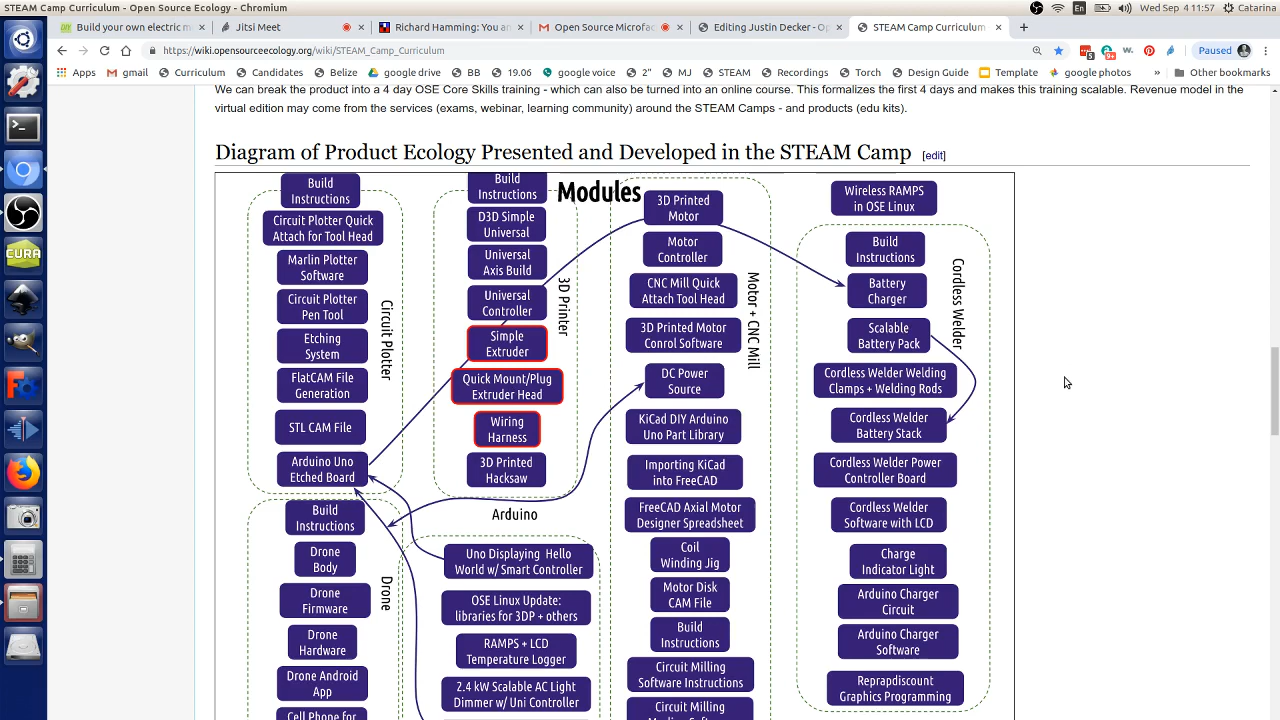 STEAM Camp Curriculum - Open Source Ecology - Chromium
En
Wed Sep 4 11:57
Catarina
Build your own electric m
Jitsi Meet
Richard Hamming: You an
Open Source Microfac
Editing Justin Decker - Op
STEAM Camp Curriculum
https://wiki.opensourceecology.org/wiki/STEAM_Camp_Curriculum
5
9+
w.
Paused
Apps
gmail
Curriculum
Candidates
Belize
google drive
BB
19.06
google voice
2"
MJ
STEAM
Recordings
Torch
Design Guide
Template
google photos
»
Other bookmarks
We can break the product into a 4 day OSE Core Skills training - which can also be turned into an online course. This formalizes the first 4 days and makes this training scalable. Revenue model in the
virtual edition may come from the services (exams, webinar, learning community) around the STEAM Camps - and products (edu kits).
Diagram of Product Ecology Presented and Developed in the STEAM Camp [edit]
Modules
Build
Instructions
Circuit Plotter Quick
Attach for Tool Head
Marlin Plotter
Software
Circuit Plotter
Pen Tool
Etching
System
FlatCAM File
Generation
STL CAM File
Arduino Uno
Etched Board
Circuit Plotter
Build
Instructions
Drone
Body
Drone
Firmware
Drone
Hardware
Drone Android
App
Cell Phone for
Drone
Build
Instructions
D3D Simple
Universal
Universal
Axis Build
Universal
Controller
Simple
Extruder
Quick Mount/Plug
Extruder Head
Wiring
Harness
3D Printed
Hacksaw
3D Printer
Arduino
Uno Displaying Hello
World w/ Smart Controller
OSE Linux Update:
libraries for 3DP + others
RAMPS + LCD
Temperature Logger
2.4 kW Scalable AC Light
Dimmer w/ Uni Controller
3D Printed
Motor
Motor
Controller
CNC Mill Quick
Attach Tool Head
3D Printed Motor
Conrol Software
DC Power
Source
KiCad DIY Arduino
Uno Part Library
Importing KiCad
into FreeCAD
FreeCAD Axial Motor
Designer Spreadsheet
Coil
Winding Jig
Motor Disk
CAM File
Build
Instructions
Circuit Milling
Software Instructions
Circuit Milling
Motor + CNC Mill
Wireless RAMPS
in OSE Linux
Build
Instructions
Battery
Charger
Scalable
Battery Pack
Cordless Welder Welding
Clamps + Welding Rods
Cordless Welder
Battery Stack
Cordless Welder Power
Controller Board
Cordless Welder
Software with LCD
Charge
Indicator Light
Arduino Charger
Circuit
Arduino Charger
Software
Reprapdiscount
Graphics Programming
Cordless Welder
CURA